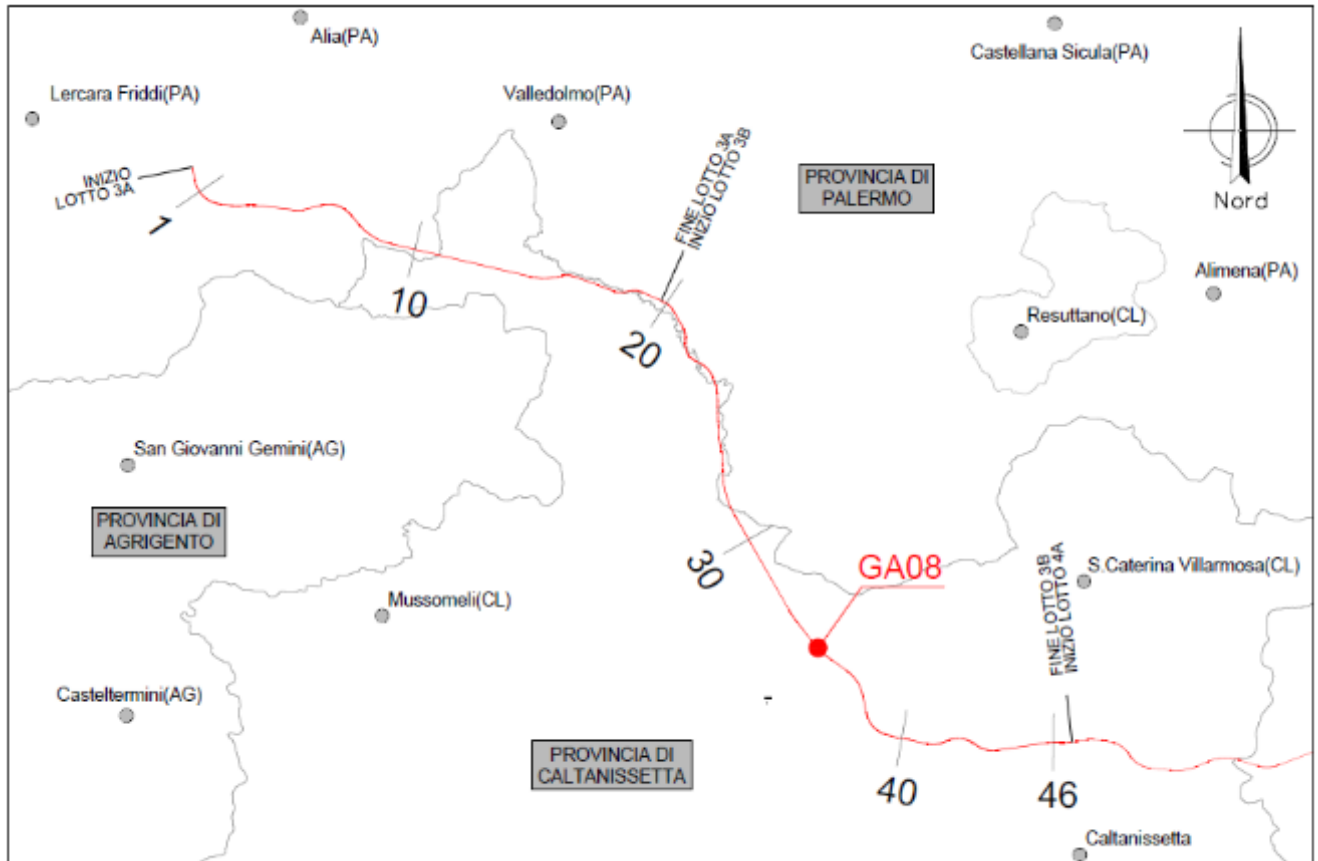 Alia(PA)
Castellana Sicula(PA)
Lercara Friddi(PA)
Valledolmo(PA)
INIZIO
LOTTO 3A
FINE LOTTO 3A
INIZIO LOTTO 3B
PROVINCIA DI
PALERMO
Nord
1
10
20
Alimena(PA)
Resuttano(CL)
San Giovanni Gemini(AG)
PROVINCIA DI
AGRIGENTO
30
GA08
S.Caterina Villarmosa(CL)
Mussomeli(CL)
FINE LOTTO 3B
INIZIO LOTTO 4A
Casteltermini(AG)
PROVINCIA DI
CALTANISSETTA
40
46
Caltanissetta